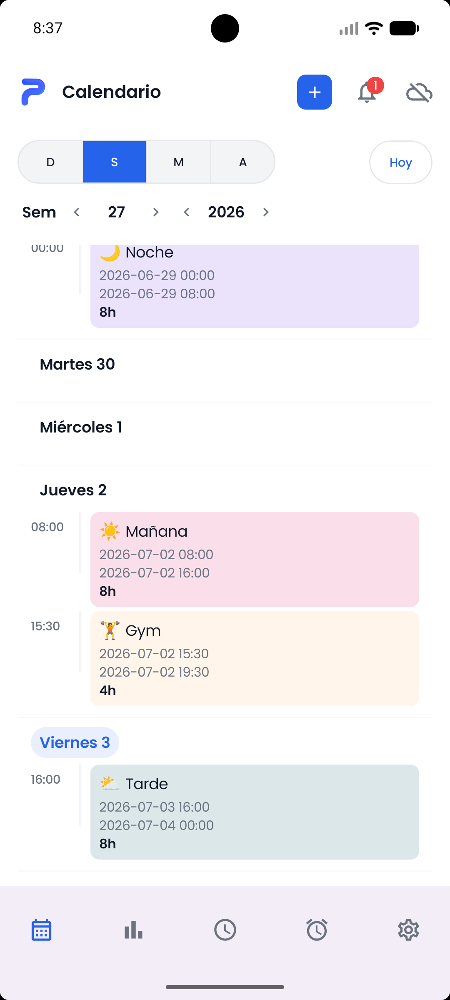 8:37
Calendario
1
D
S
M
A
Hoy
Sem
27
2026
00:00
🌙 Noche
2026-06-29 00:00
2026-06-29 08:00
8h
Martes 30
Miércoles 1
Jueves 2
08:00
☀️ Mañana
2026-07-02 08:00
2026-07-02 16:00
8h
15:30
🏋️ Gym
2026-07-02 15:30
2026-07-02 19:30
4h
Viernes 3
16:00
⛅ Tarde
2026-07-03 16:00
2026-07-04 00:00
8h